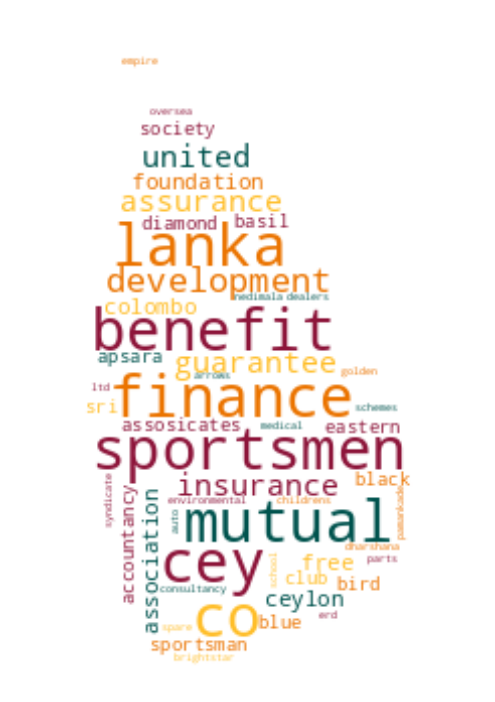 empire
oversea
society
united
foundation
assurance
diamond basil
lanka
development
nedimala dealers
colombo
benefit
apsara guarantee
arrows golden
ltd finance
sri schemes
assosicates medical eastern
sportsmen
insurance black
syndicate accountancy association environmental childrens
auto mutual pamankade
dharshana
cey school free parts
consultancy club bird
co ceylon
spare blue erd
sportsman
brightstar